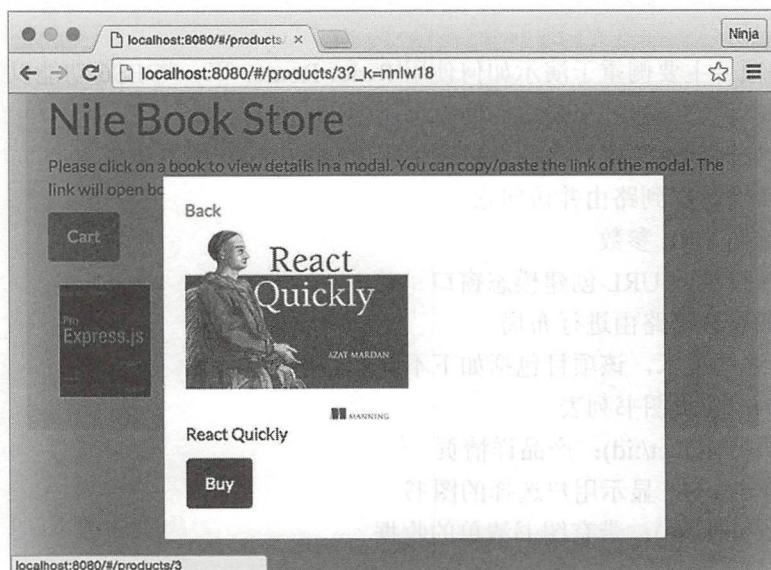 localhost:8080/#/products/
Ninja
localhost:8080/#/products/3?_k=nnlw18
Nile Book Store
Please click on a book to view details in a modal. You can copy/paste the link of the modal. The
link will open bo
Cart
Pro
Express.js
Back
React
Quickly
AZAT MARDAN
MANNING
React Quickly
Buy
localhost:8080/#/products/3